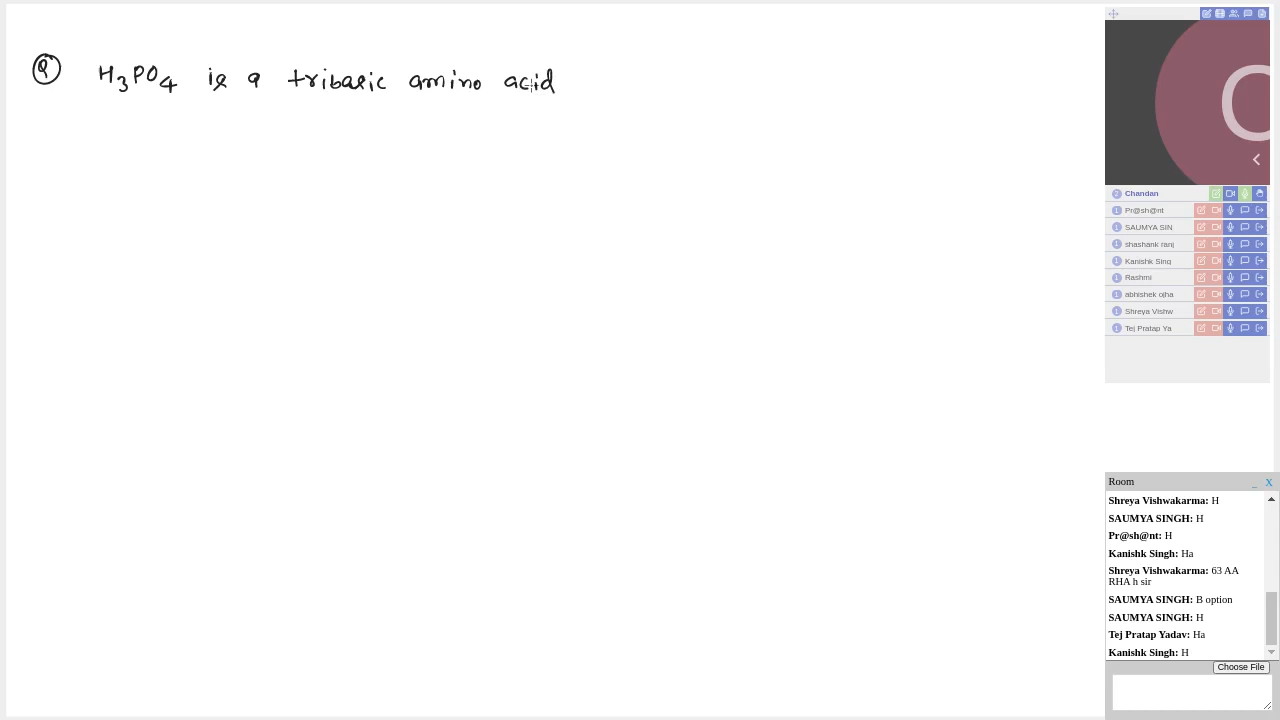 Q H3PO4 is a tribasic amino acid
C
Chandan
Pr@sh@nt
SAUMYA SIN
shashank ranj
Kanishk Sing
Rashmi
abhishek ojha
Shreya Vishw
Tej Pratap Ya
Room _ X
Shreya Vishwakarma: H
SAUMYA SINGH: H
Pr@sh@nt: H
Kanishk Singh: Ha
Shreya Vishwakarma: 63 AA
RHA h sir
SAUMYA SINGH: B option
SAUMYA SINGH: H
Tej Pratap Yadav: Ha
Kanishk Singh: H
Choose File